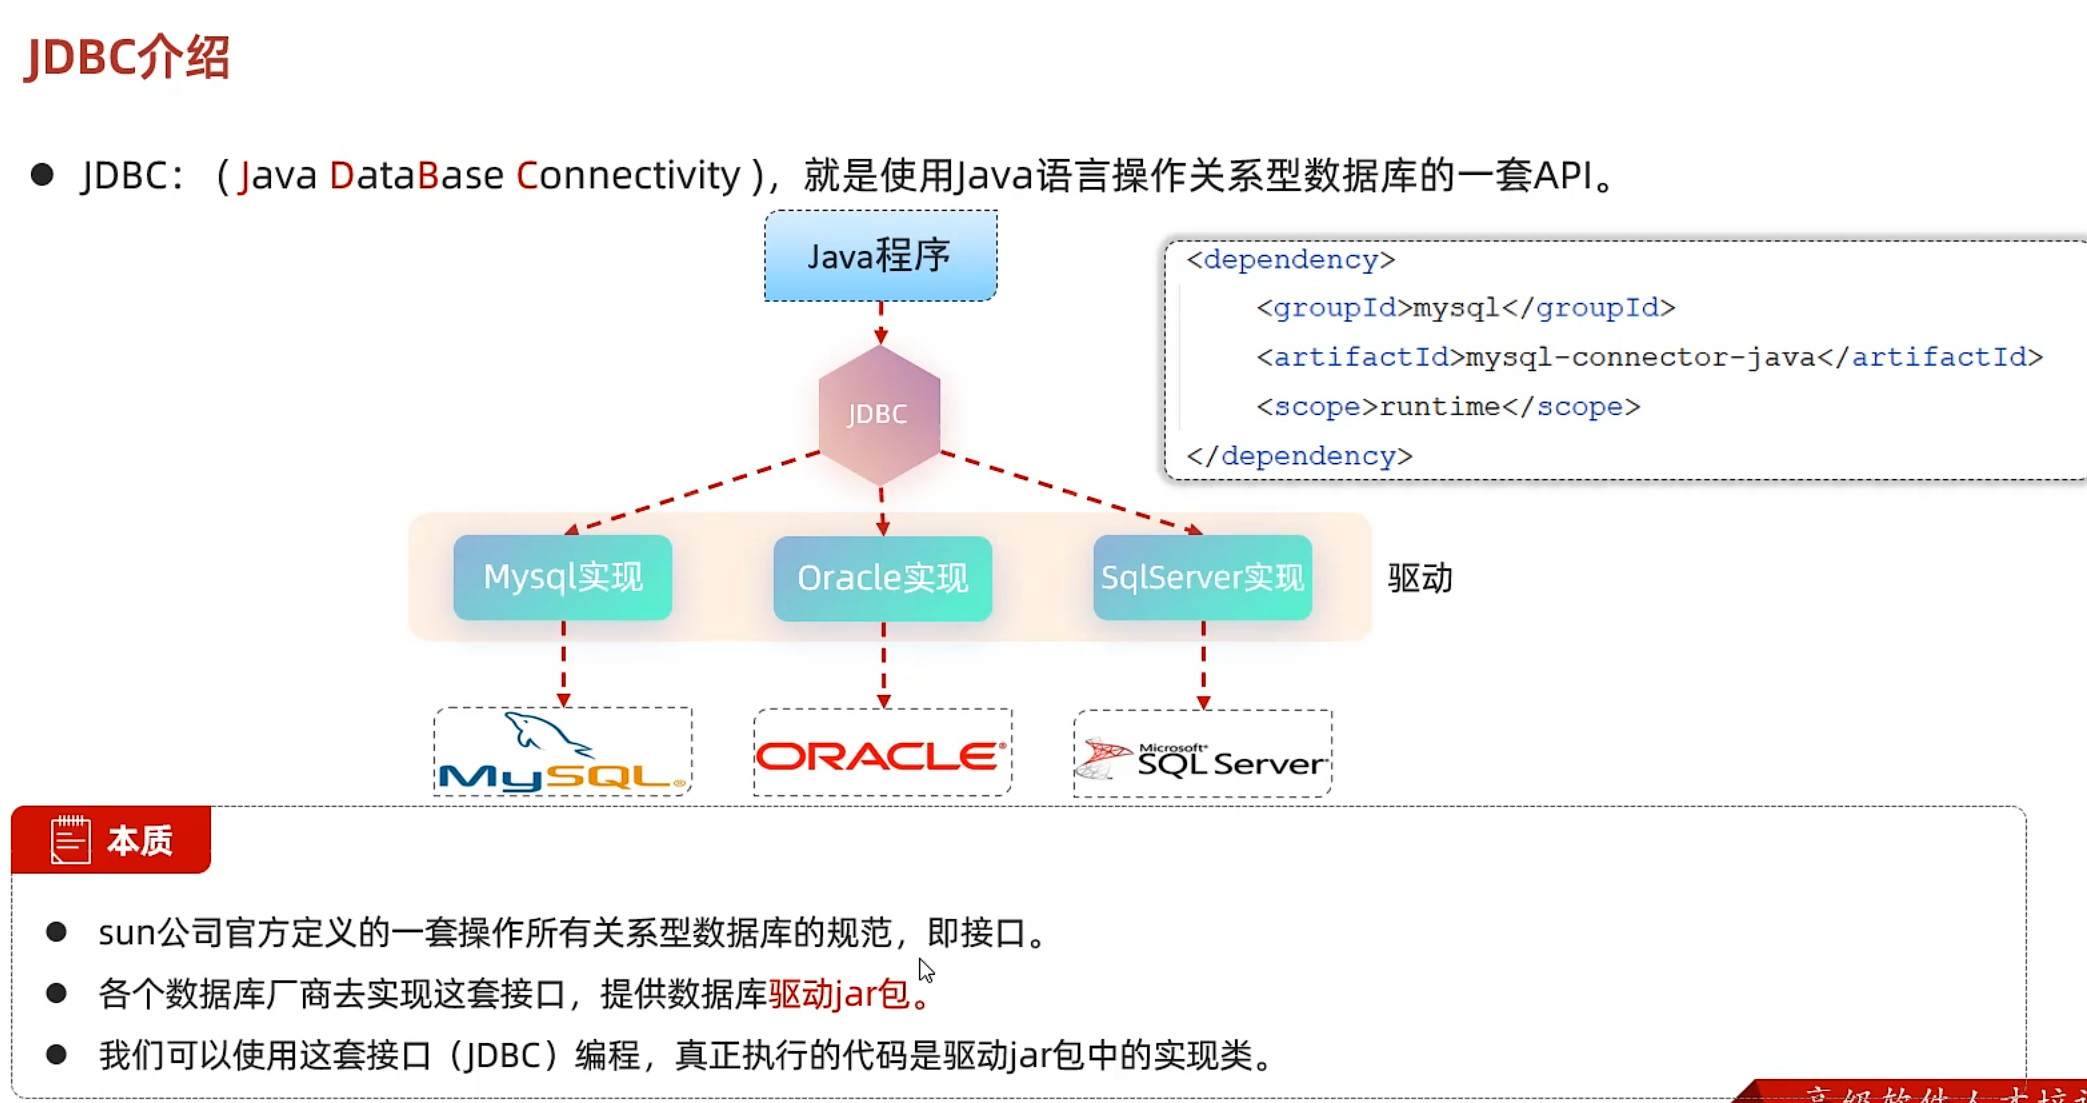 JDBC介绍
● JDBC：（Java DataBase Connectivity），就是使用Java语言操作关系型数据库的一套API。
Java程序
<dependency>
<groupId>mysql</groupId>
<artifactId>mysql-connector-java</artifactId>
<scope>runtime</scope>
</dependency>
JDBC
Mysql实现
Oracle实现
SqlServer实现
驱动
MySQL®
ORACLE®
Microsoft®
SQL Server
本质
● sun公司官方定义的一套操作所有关系型数据库的规范，即接口。
● 各个数据库厂商去实现这套接口，提供数据库驱动jar包。
● 我们可以使用这套接口（JDBC）编程，真正执行的代码是驱动jar包中的实现类。
高级软件人才培